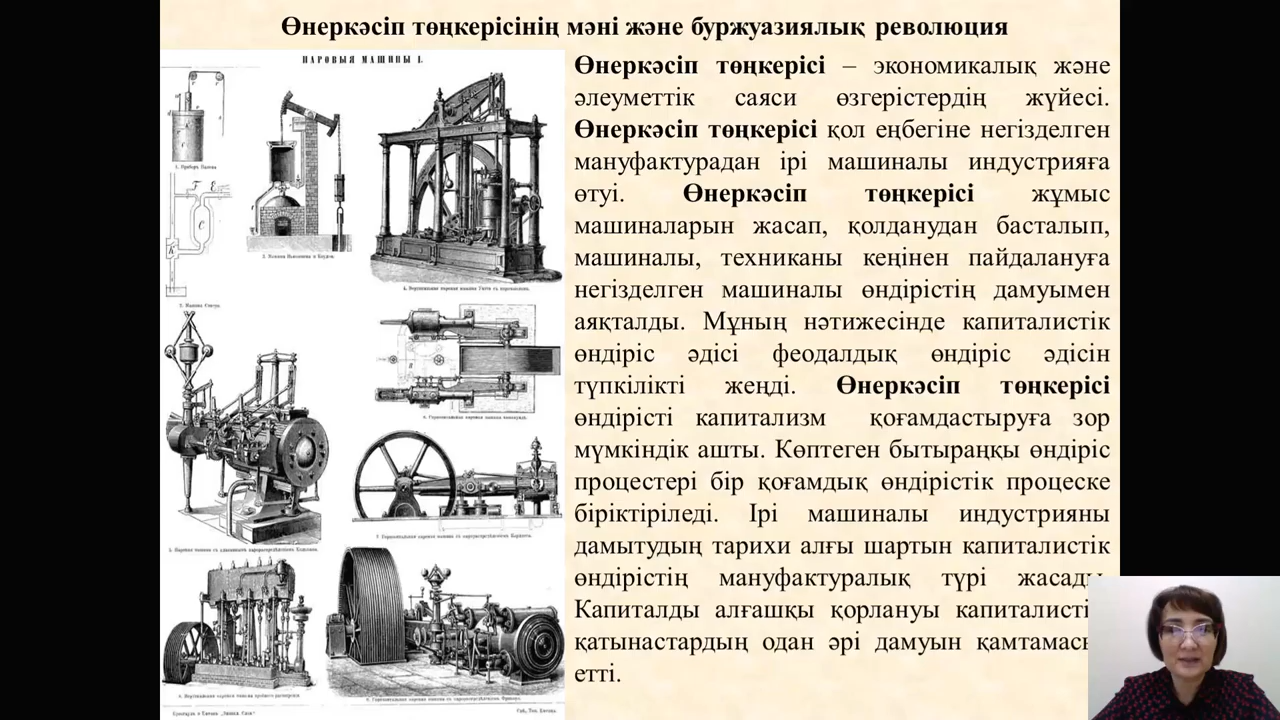 Өнеркәсіп төңкерісінің мәні және буржуазиялық революция
ПАРОВЫЯ МАШИНЫ I.
Өнеркәсіп төңкерісі – экономикалық және
әлеуметтік саяси өзгерістердің жүйесі.
Өнеркәсіп төңкерісі қол еңбегіне негізделген
мануфактурадан ірі машиналы индустрияға
өтуі. Өнеркәсіп төңкерісі жұмыс
машиналарын жасап, қолданудан басталып,
машиналы, техниканы кеңінен пайдалануға
негізделген машиналы өндірістің дамуымен
аяқталды. Мұның нәтижесінде капиталистік
өндіріс әдісі феодалдық өндіріс әдісін
түпкілікті жеңді. Өнеркәсіп төңкерісі
өндірісті капитализм қоғамдастыруға зор
мүмкіндік ашты. Көптеген бытыраңқы өндіріс
процестері бір қоғамдық өндірістік процеске
біріктіріледі. Ірі машиналы индустрияны
дамытудың тарихи алғы шартын капиталистік
өндірістің мануфактуралық түрі
Капиталды алғашқы қорлануы
қатынастардың одан әрі дамуын
етті.